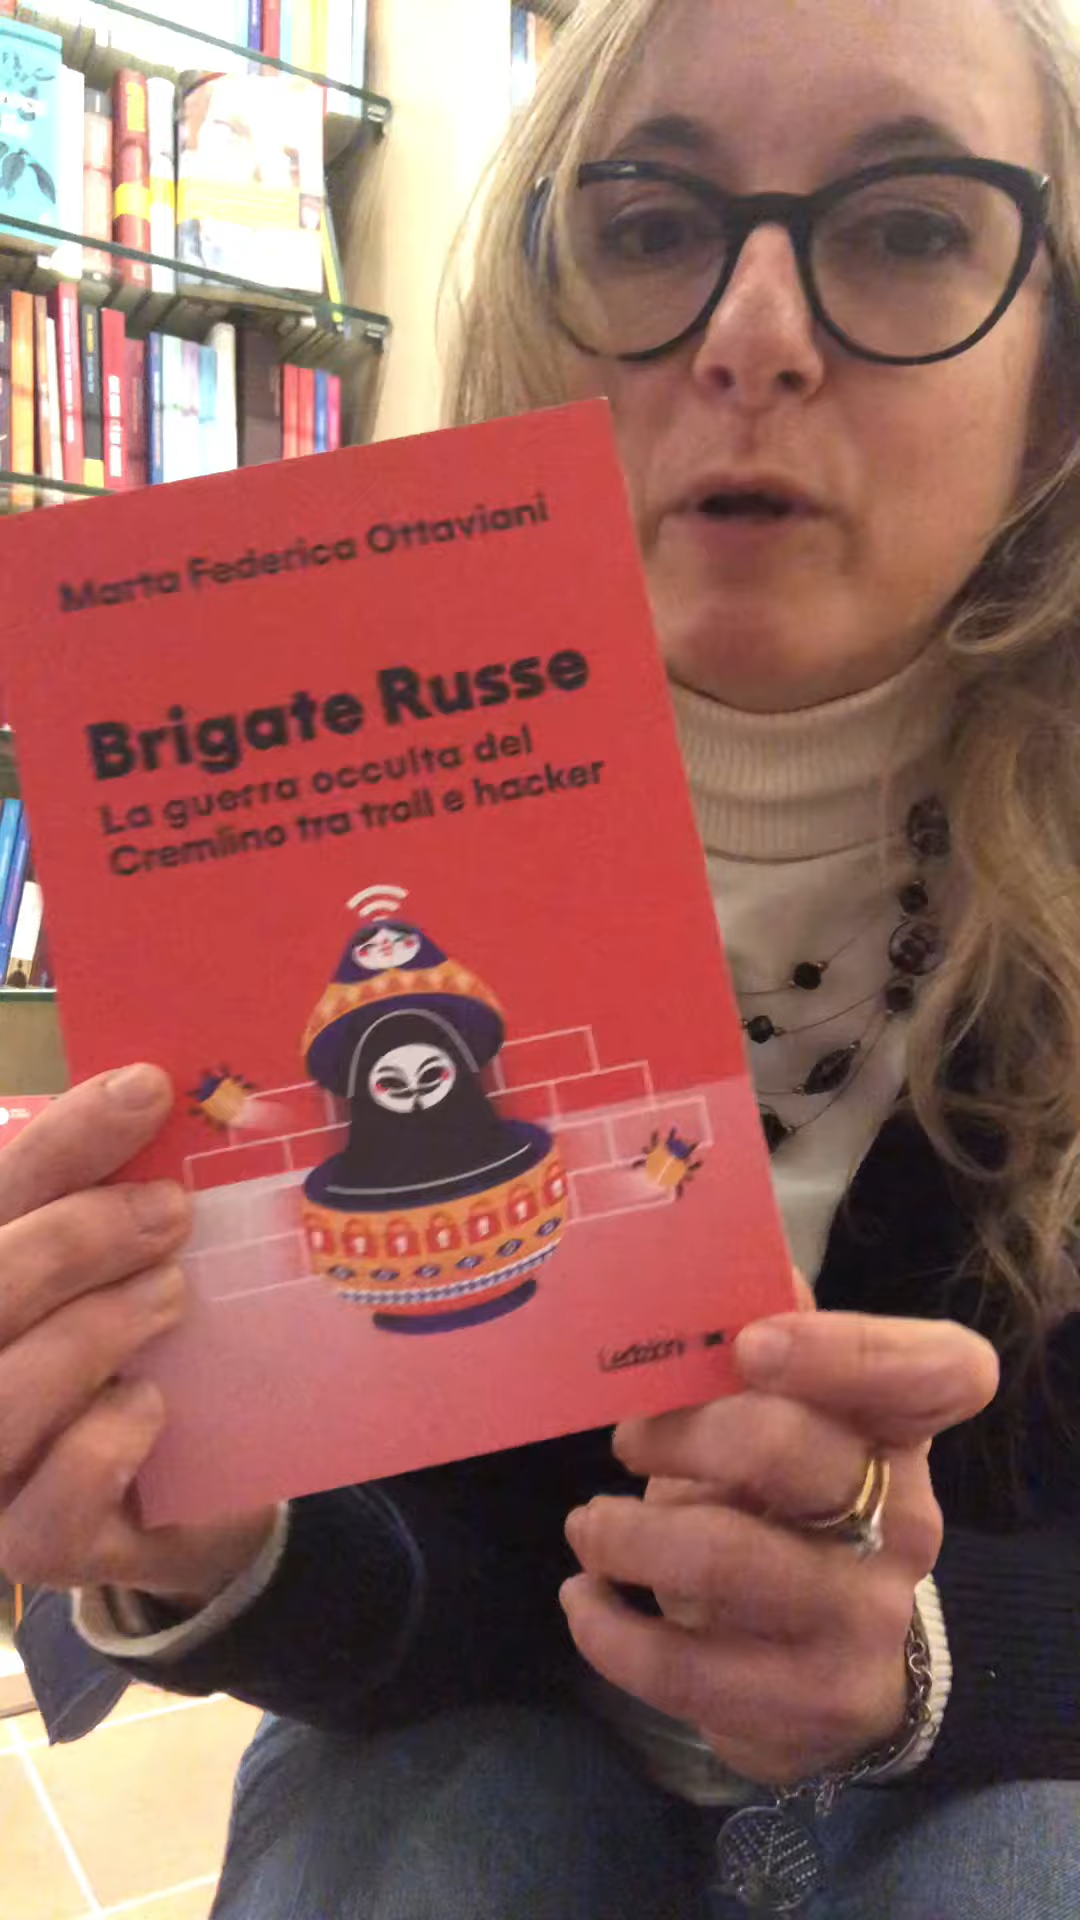 Marta Federica Ottaviani
Brigate Russe
La guerra occulta del
Cremlino tra troll e hacker
Ledizioni